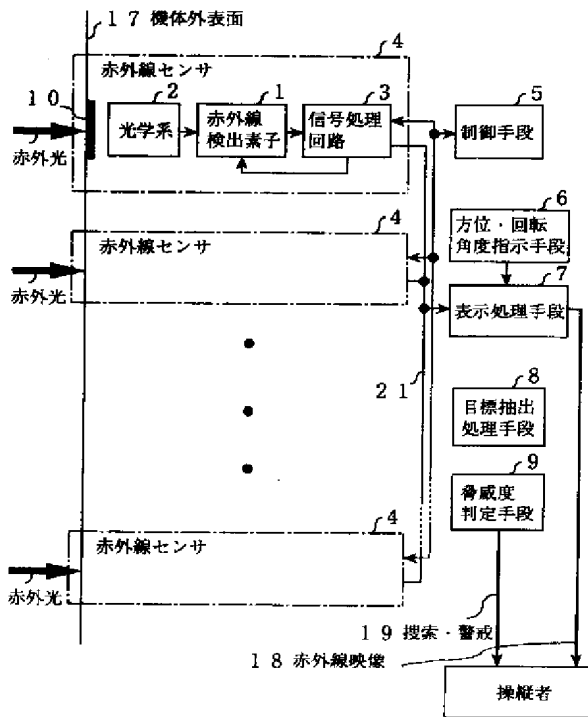 17 機体外表面
4
赤外線センサ
10
2
1
3
光学系
赤外線
検出素子
信号処理
回路
赤外光
5
制御手段
6
方位・回転
角度指示手段
4
赤外線センサ
赤外光
7
表示処理手段
21
8
目標抽出
処理手段
9
脅威度
判定手段
4
赤外線センサ
赤外光
19 捜索・警戒
18 赤外線映像
操縦者